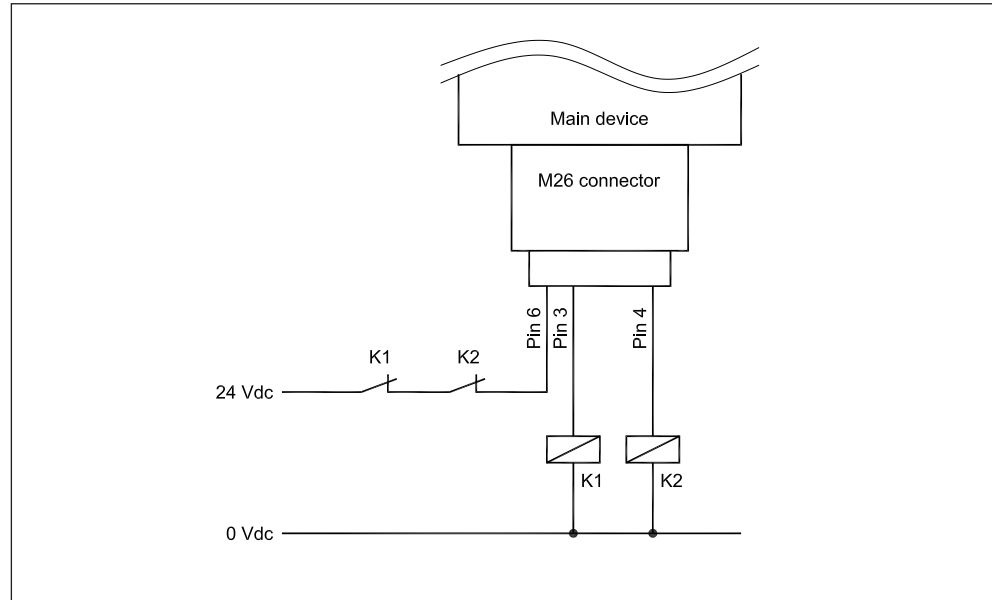 Main device
M26 connector
Pin 6
Pin 3
Pin 4
K1
K2
24 Vdc
K1
K2
0 Vdc